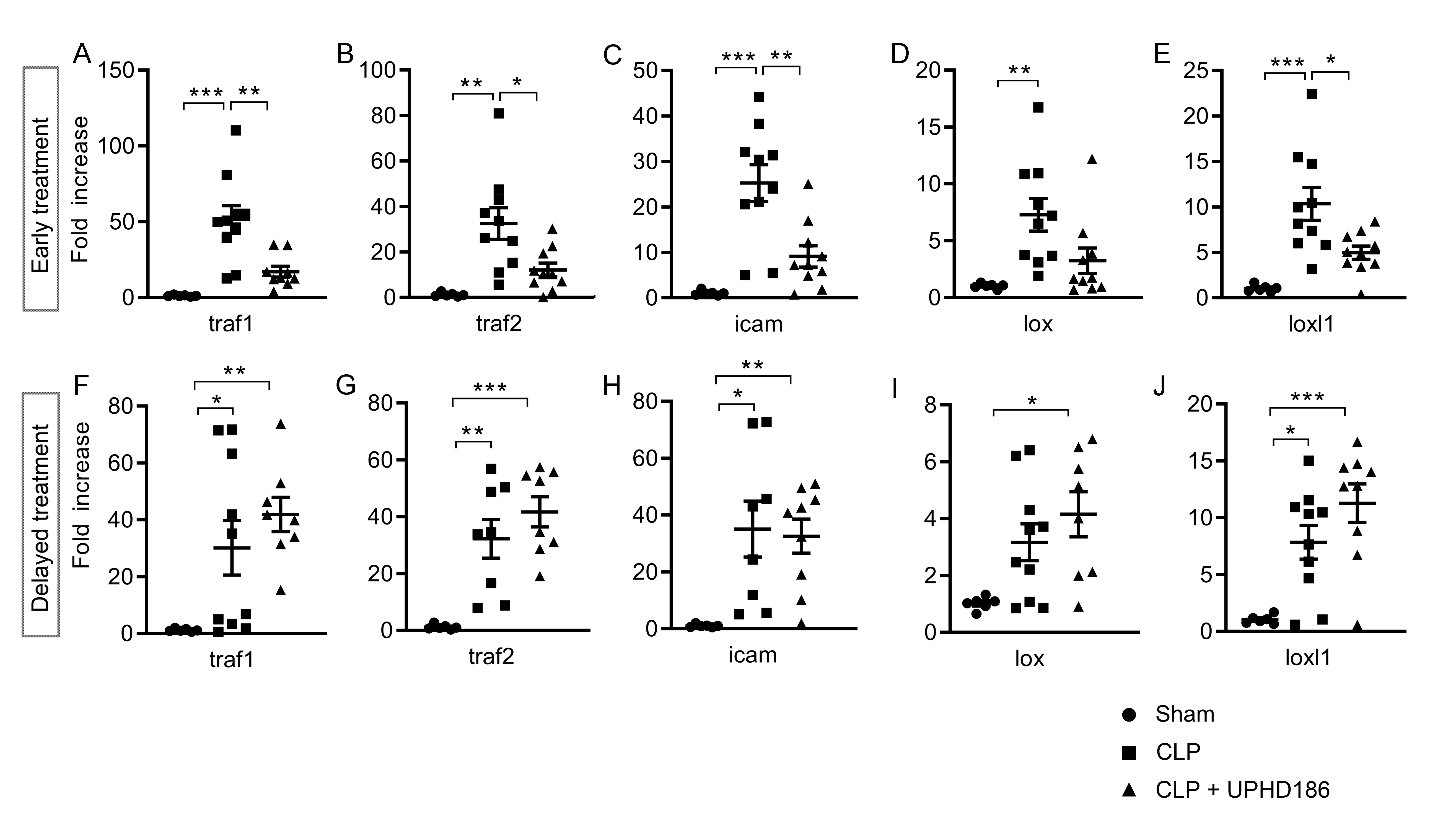 A B C D E
Early treatment
Fold increase
150 100 50 0
*** **
traf1
100 80 60 40 20 0
** *
traf2
50 40 30 20 10 0
*** **
icam
20 15 10 5 0
**
lox
25 20 15 10 5 0
*** *
loxl1
F G H I J
Delayed treatment
Fold increase
80 60 40 20 0
**
*
traf1
80 60 40 20 0
***
**
traf2
80 60 40 20 0
**
*
icam
8 6 4 2 0
*
lox
20 15 10 5 0
***
*
loxl1
Sham
CLP
CLP + UPHD186